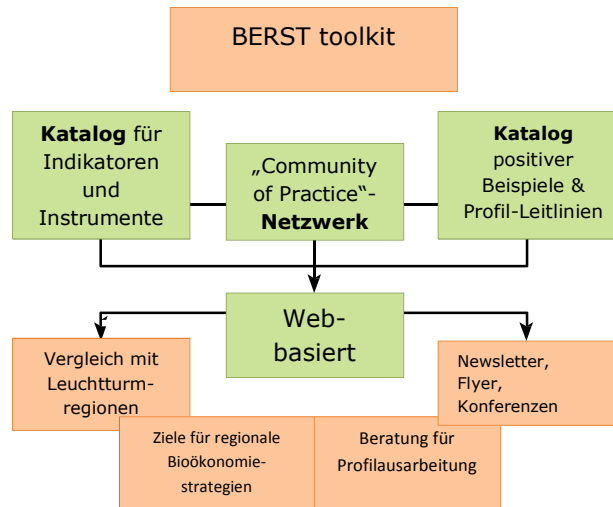 BERST toolkit
Katalog für
Indikatoren
und
Instrumente
„Community
of Practice“-
Netzwerk
Katalog
positiver
Beispiele &
Profil-Leitlinien
Web-
basiert
Vergleich mit
Leuchtturm-
regionen
Newsletter,
Flyer,
Konferenzen
Ziele für regionale
Bioökonomie-
strategien
Beratung für
Profilausarbeitung